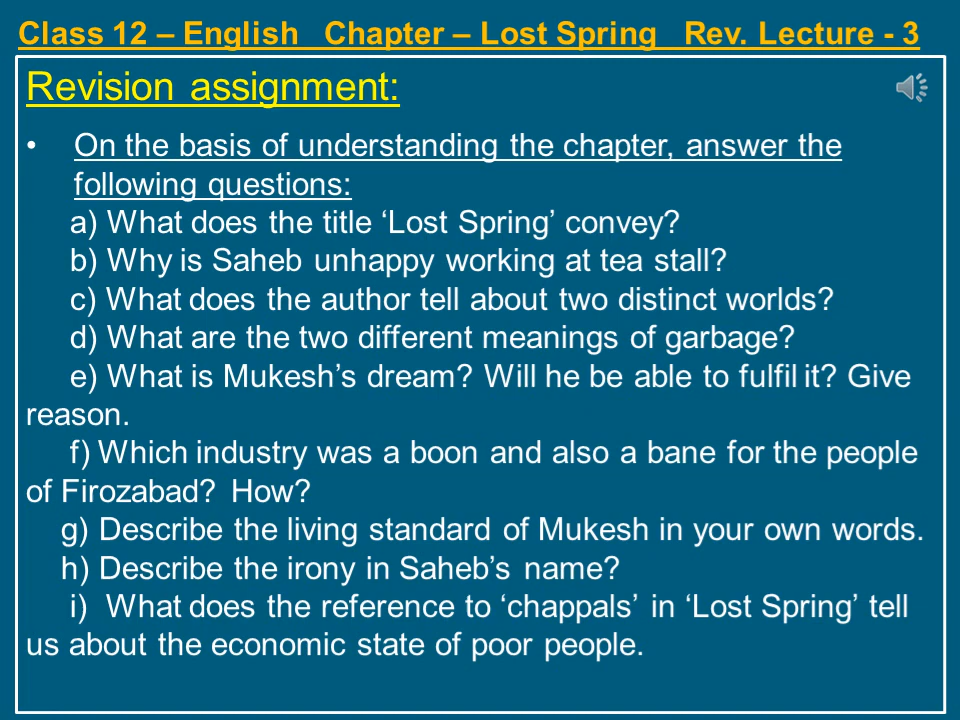 Class 12 – English Chapter – Lost Spring Rev. Lecture - 3
Revision assignment:
• On the basis of understanding the chapter, answer the
following questions:
a) What does the title ‘Lost Spring’ convey?
b) Why is Saheb unhappy working at tea stall?
c) What does the author tell about two distinct worlds?
d) What are the two different meanings of garbage?
e) What is Mukesh’s dream? Will he be able to fulfil it? Give
reason.
f) Which industry was a boon and also a bane for the people
of Firozabad? How?
g) Describe the living standard of Mukesh in your own words.
h) Describe the irony in Saheb’s name?
i) What does the reference to ‘chappals’ in ‘Lost Spring’ tell
us about the economic state of poor people.